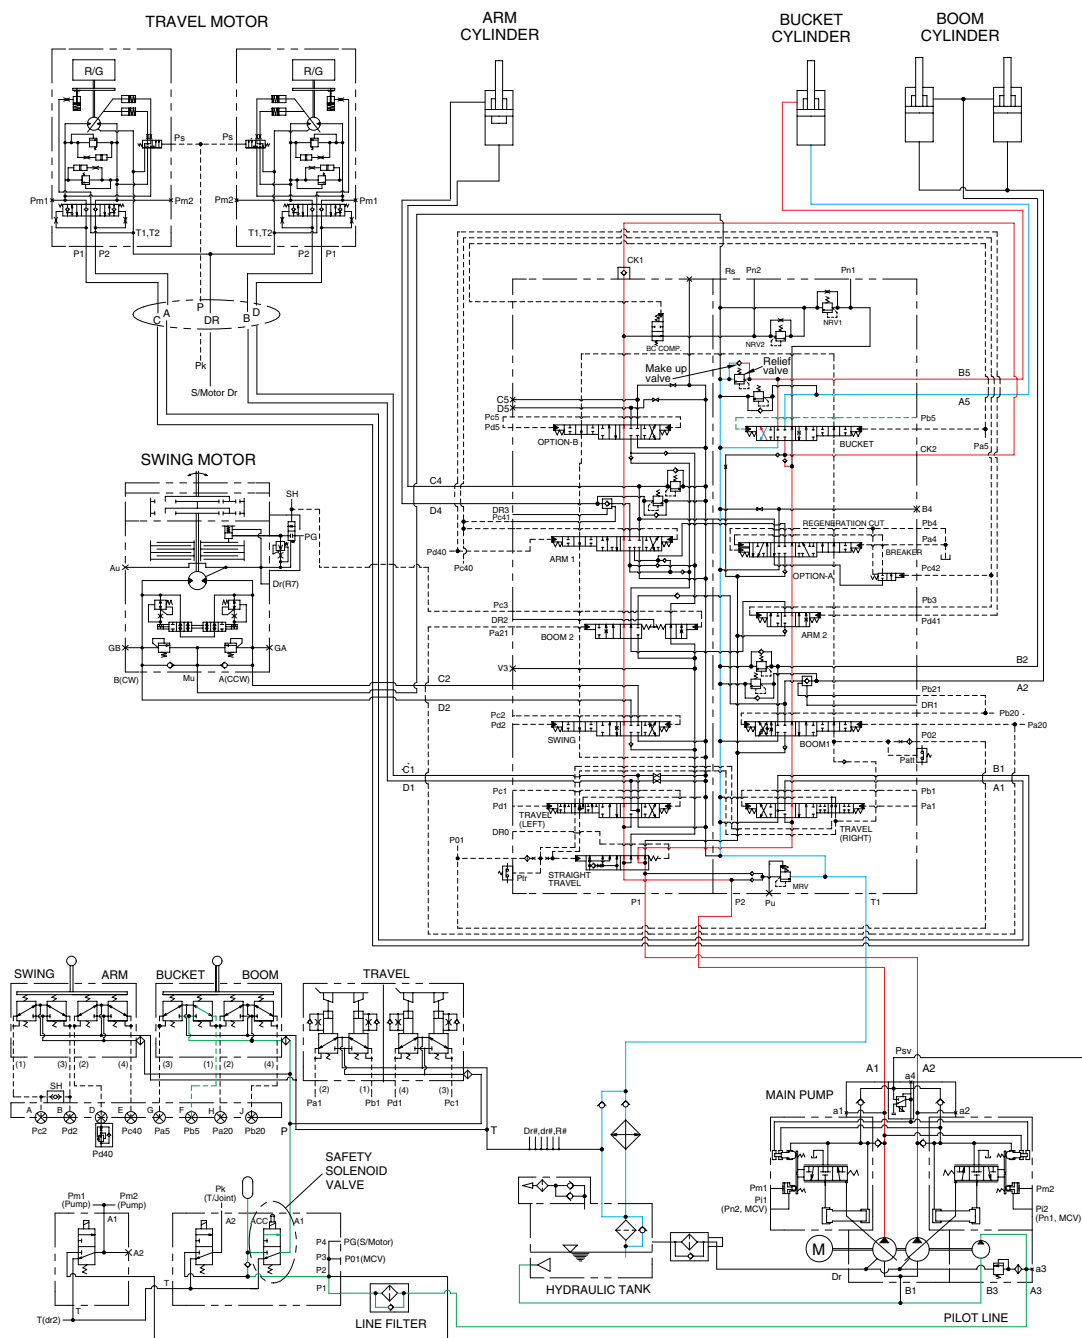 TRAVEL MOTOR
ARM
CYLINDER
BUCKET
CYLINDER
BOOM
CYLINDER
R/G
R/G
Ps
Ps
Pm1
Pm2
Pm2
Pm1
T1,T2
T1,T2
P1
P2
P2
P1
C
A
P
DR
B
D
Pk
S/Motor Dr
CK1
Rs
Pn2
Pn1
NRV1
NRV2
BC COMP.
Make up
valve
Relief
valve
B5
A5
C5
D5
Pc5
Pd5
OPTION-B
Pb5
BUCKET
Pa5
CK2
SWING MOTOR
SH
PG
Au
Dr(R7)
GB
GA
B(CW)
Mu
A(CCW)
C4
D4
DR3
Pc41
Pd40
Pc40
ARM 1
B4
REGENERATION CUT
Pb4
Pa4
BREAKER
OPTION-A
Pc42
Pc3
DR2
Pa21
BOOM 2
Pb3
Pd41
ARM 2
V3
B2
A2
C2
D2
Pb21
DR1
Pb20
Pc2
Pd2
SWING
BOOM1
Pa20
P02
Patt
C1
D1
B1
A1
Pc1
Pd1
TRAVEL
(LEFT)
Pb1
Pa1
TRAVEL
(RIGHT)
DR0
P01
Ptr
STRAIGHT
TRAVEL
MRV
P1
P2
Pu
T1
SWING
ARM
BUCKET
BOOM
TRAVEL
(1)
(3)
(2)
(4)
(3)
(1)
(2)
(4)
(2)
(1)
(4)
(3)
Pa1
Pb1
Pd1
Pc1
SH
A
B
D
E
G
F
H
J
Pc2
Pd2
Pc40
Pa5
Pb5
Pa20
Pb20
Pd40
P
T
Dr#,dr#,R#
SAFETY
SOLENOID
VALVE
Pm1
(Pump)
Pm2
(Pump)
A1
A2
T
T(dr2)
Pk
(T/Joint)
A2
ACC
A1
T
P4
PG(S/Motor)
P3
P01(MCV)
P2
P1
LINE FILTER
HYDRAULIC TANK
MAIN PUMP
Psv
A1
A2
a4
a1
a2
Pm1
Pi1
(Pn2, MCV)
Pm2
Pi2
(Pn1, MCV)
M
Dr
B1
B3
A3
a3
PILOT LINE